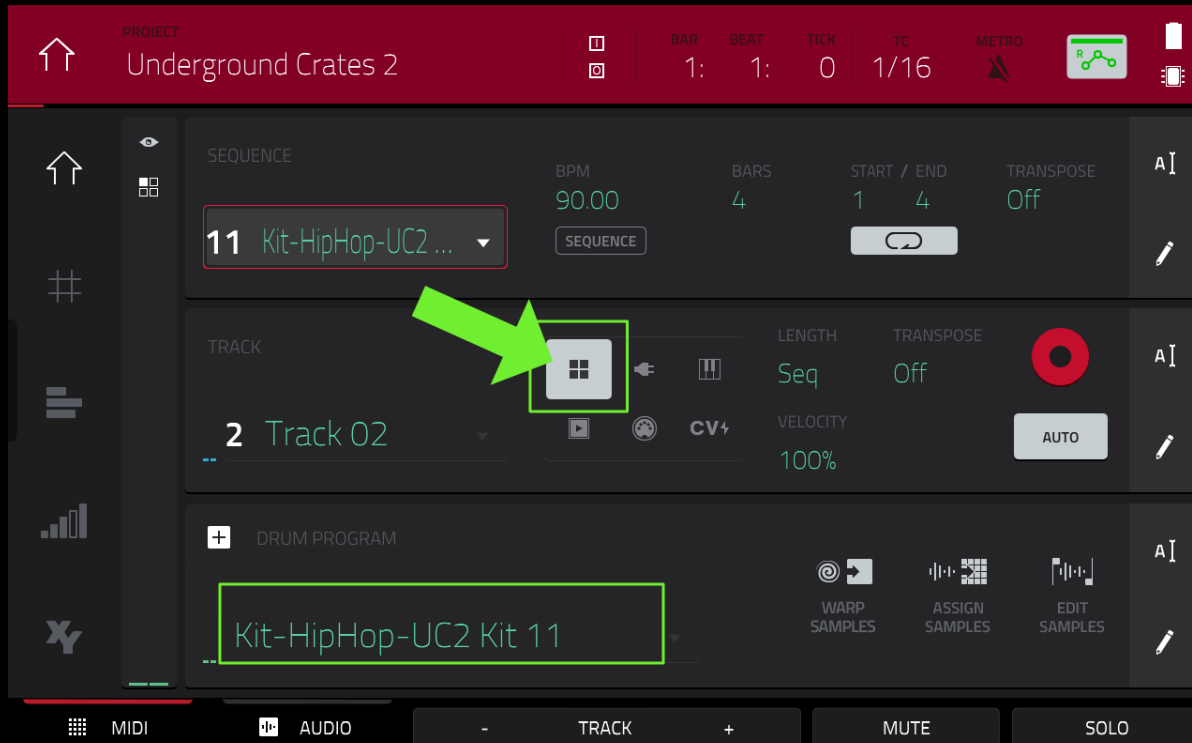 PROJECT
Underground Crates 2
BAR BEAT TICK TC METRO
1: 1: 0 1/16
R
SEQUENCE
11 Kit-HipHop-UC2 ...
BPM BARS START / END TRANSPOSE
90.00 4 1 4 Off
SEQUENCE
TRACK
2 Track 02
CV
LENGTH TRANSPOSE
Seq Off
VELOCITY
100%
AUTO
DRUM PROGRAM
Kit-HipHop-UC2 Kit 11
WARP SAMPLES
ASSIGN SAMPLES
EDIT SAMPLES
A
A
A
XY
MIDI AUDIO - TRACK + MUTE SOLO